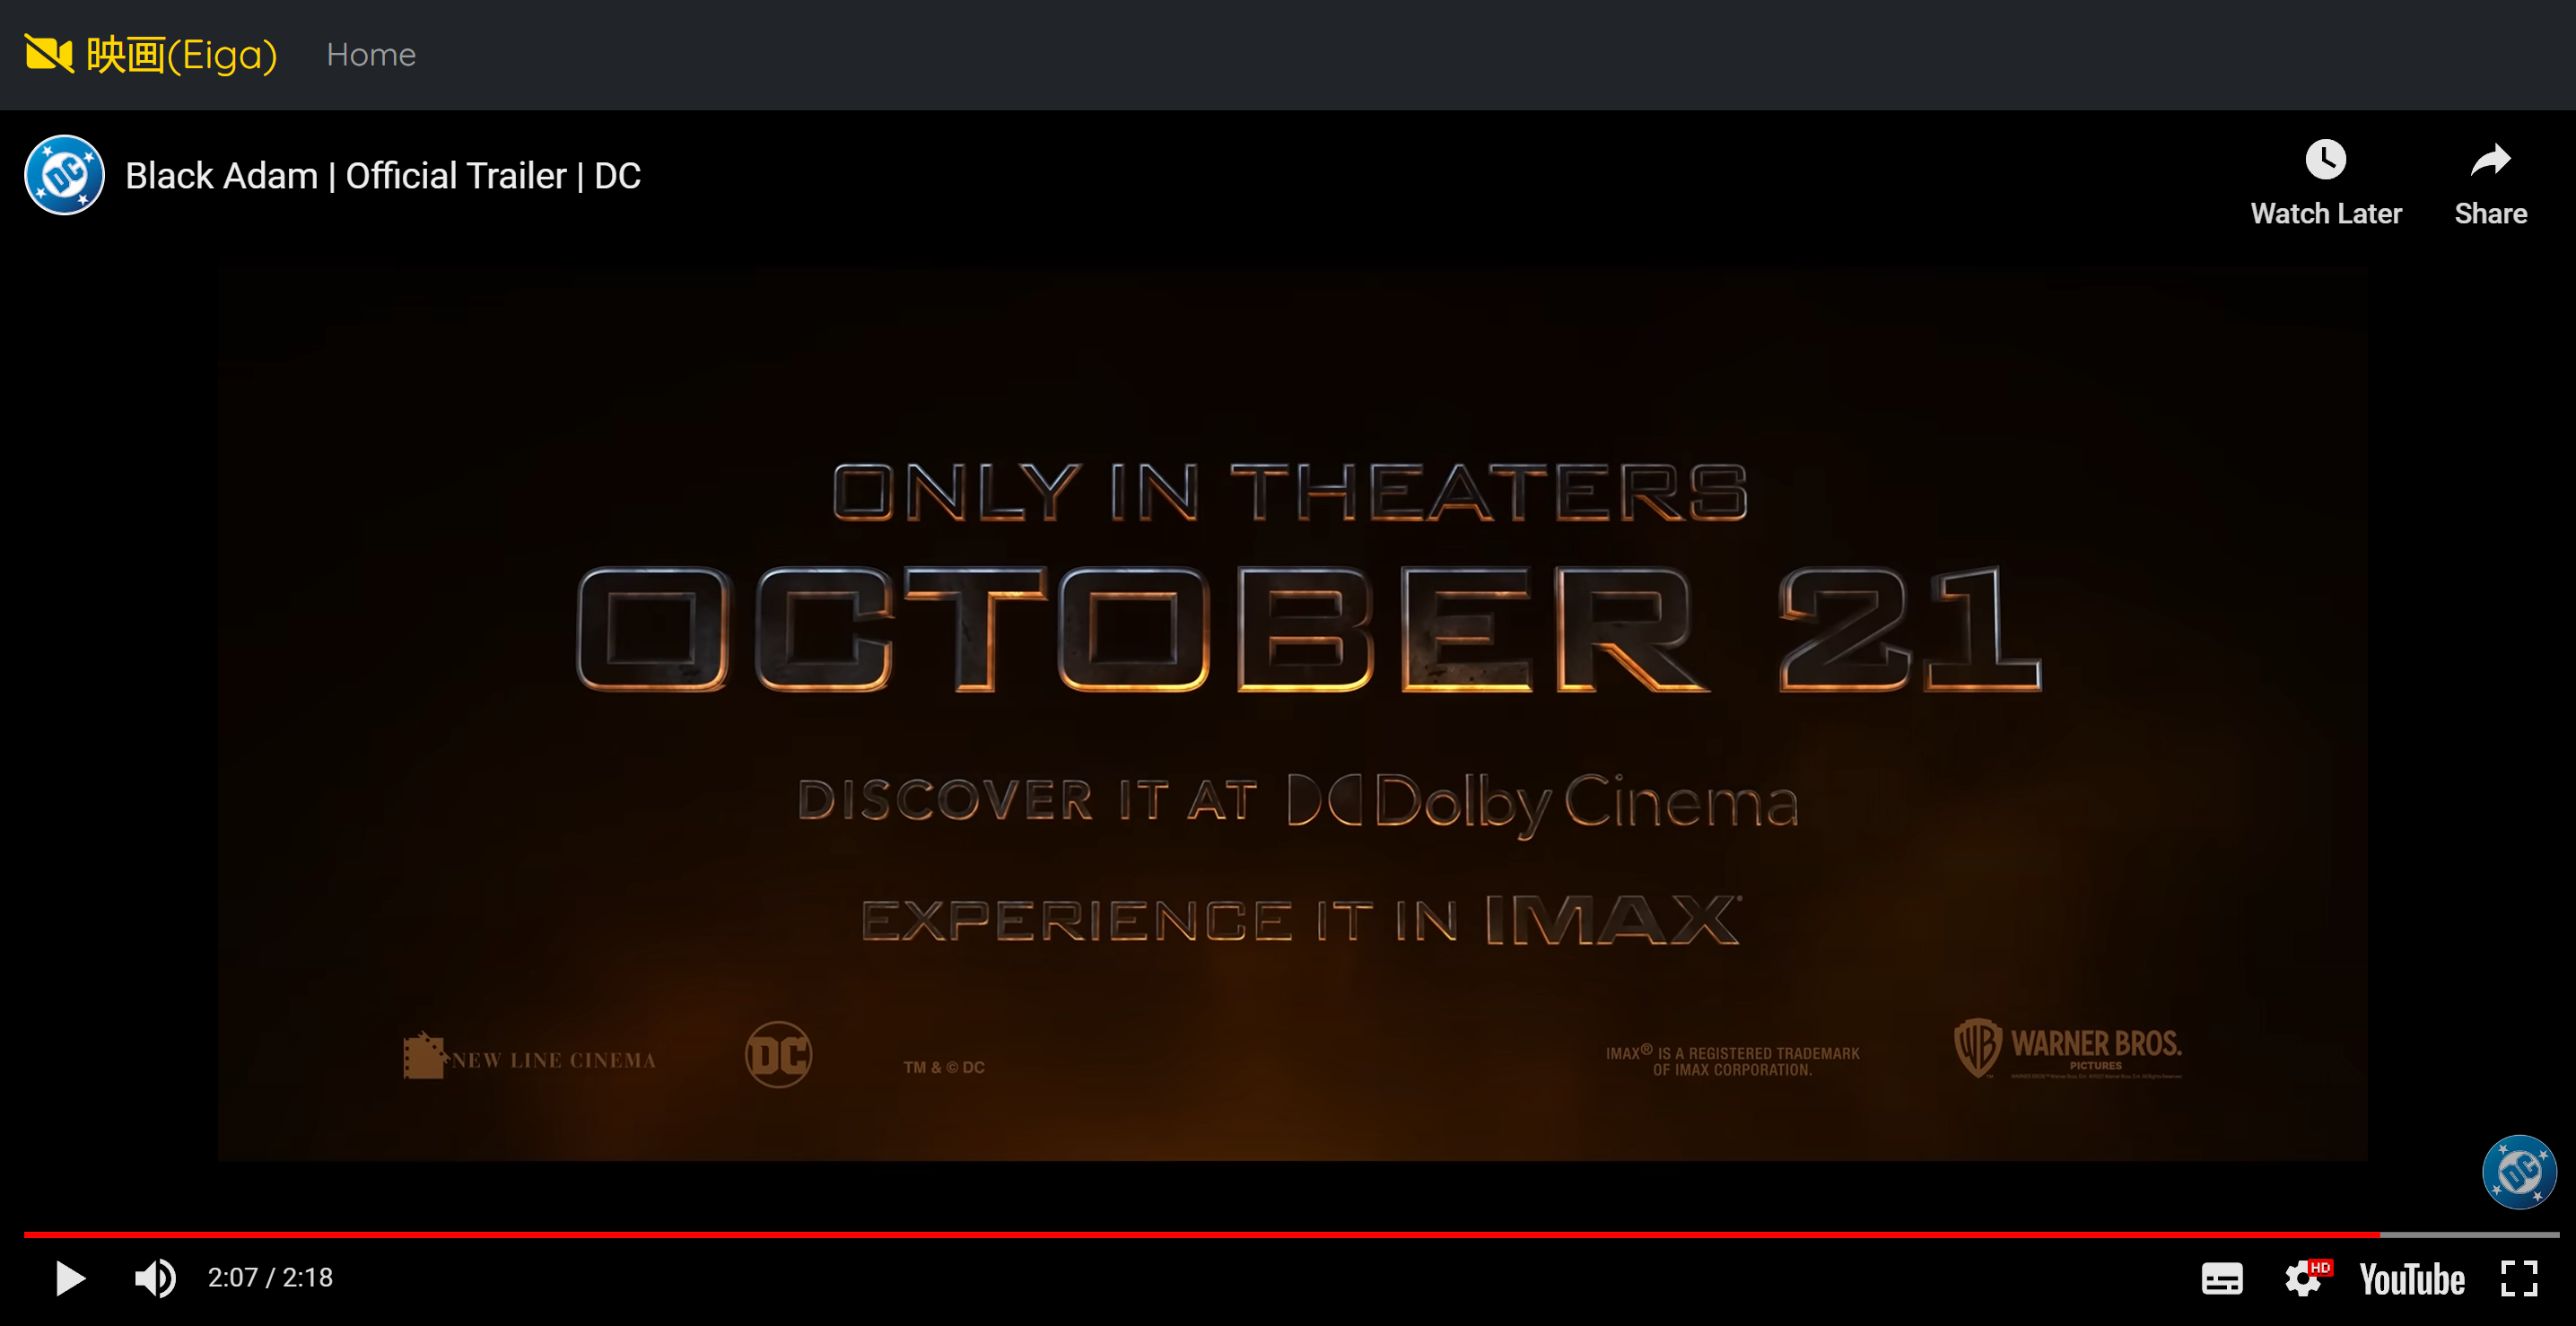 映画(Eiga) Home
DC Black Adam | Official Trailer | DC
Watch Later Share
ONLY IN THEATERS
OCTOBER 21
DISCOVER IT AT Dolby Cinema
EXPERIENCE IT IN IMAX
NEW LINE CINEMA DC TM & © DC
IMAX® IS A REGISTERED TRADEMARK
OF IMAX CORPORATION.
WB WARNER BROS.
PICTURES
DC
2:07 / 2:18 HD YouTube